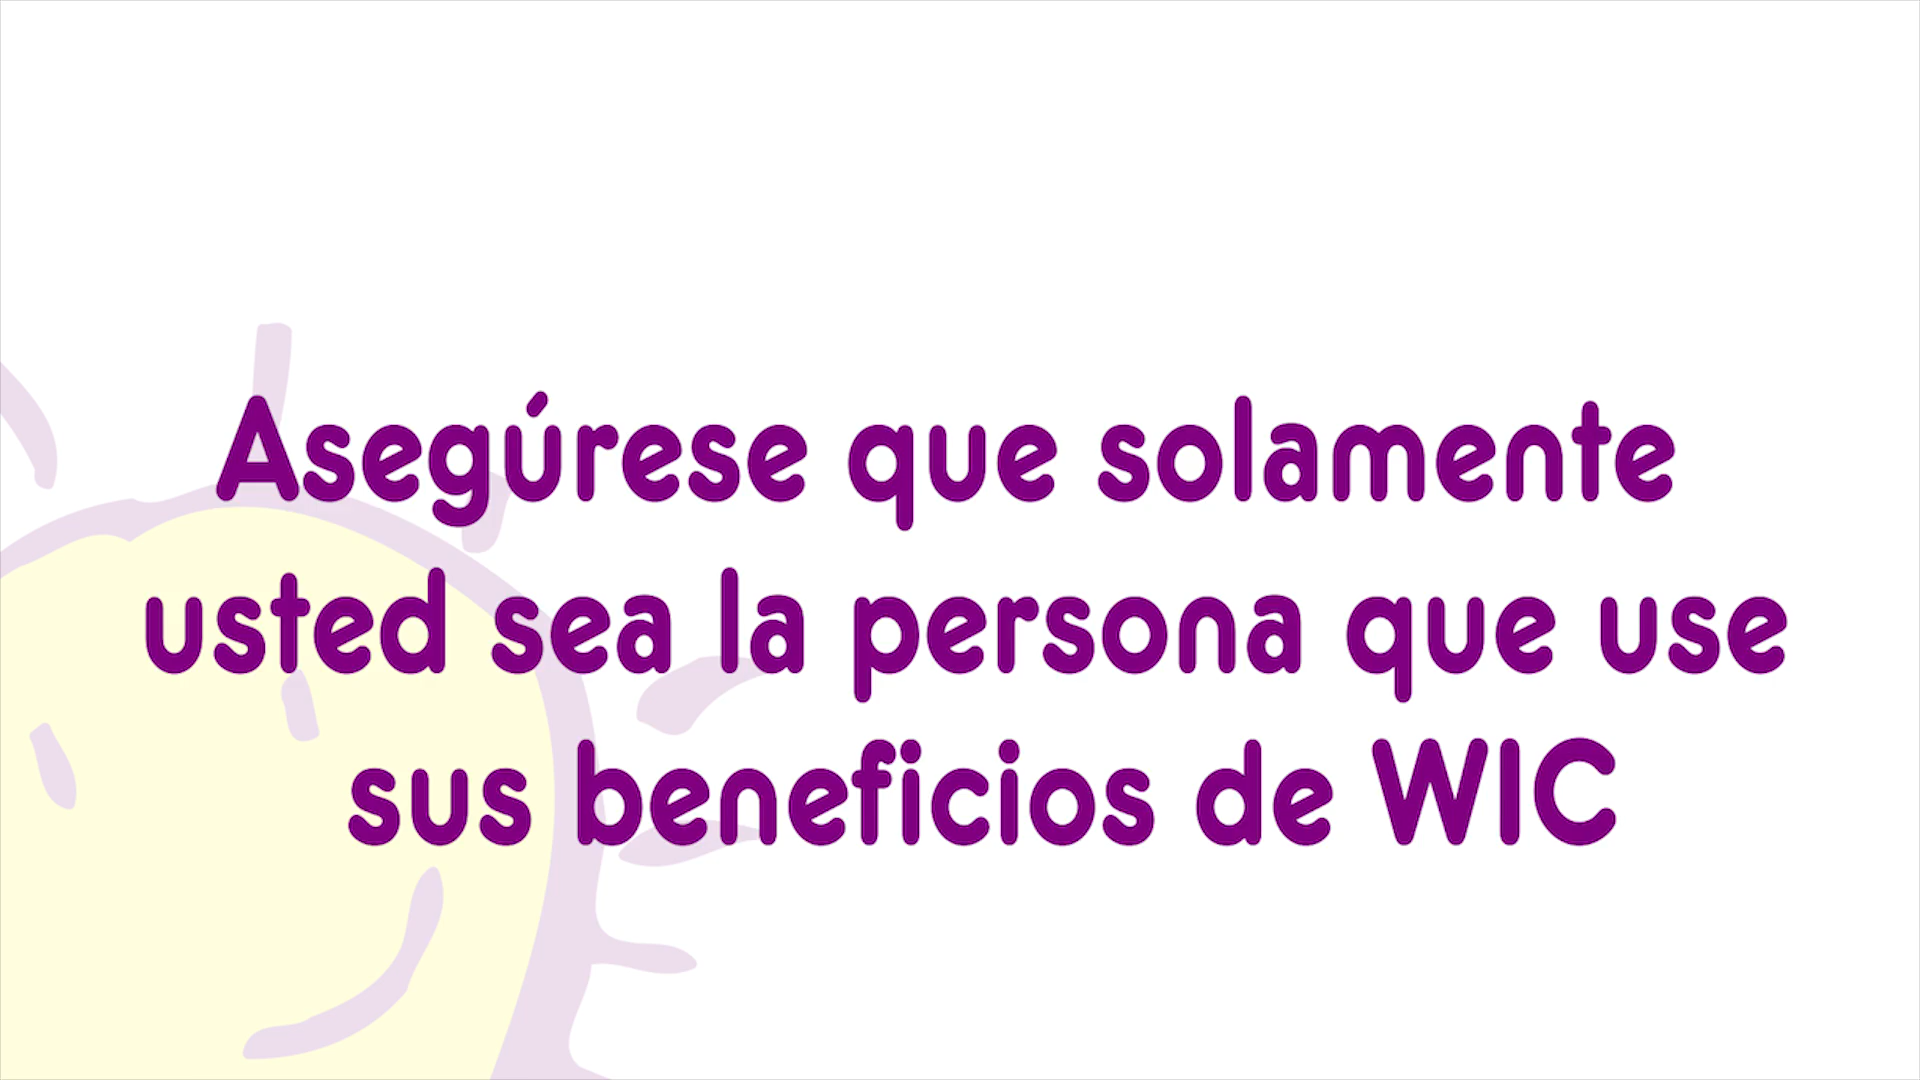 Asegúrese que solamente
usted sea la persona que use
sus beneficios de WIC